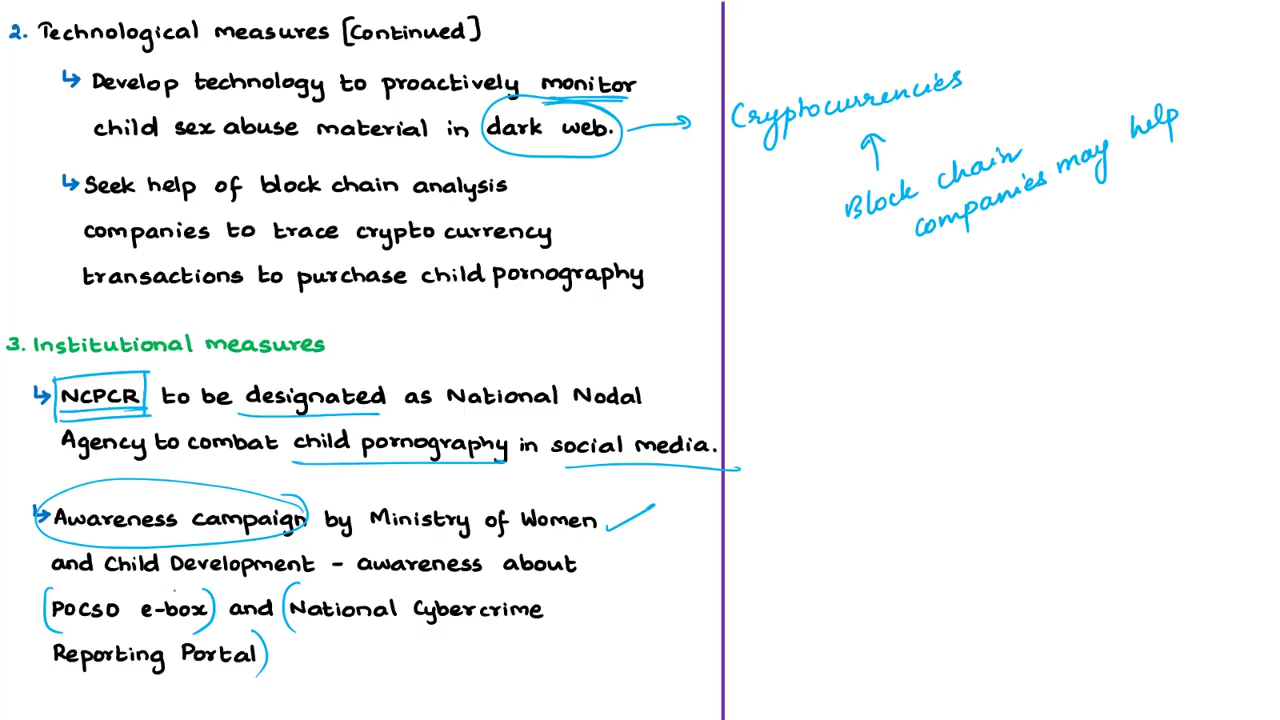 2. Technological measures [Continued]
↳ Develop technology to proactively monitor
child sex abuse material in dark web. →
↳ Seek help of block chain analysis
companies to trace crypto currency
transactions to purchase child pornography
3. Institutional measures
↳ NCPCR to be designated as National Nodal
Agency to combat child pornography in social media.
↳ Awareness campaign by Ministry of Women ✓
and Child Development - awareness about
(POCSO e-box) and (National Cybercrime
Reporting Portal)
Cryptocurrencies
↑
Block chain
companies may help